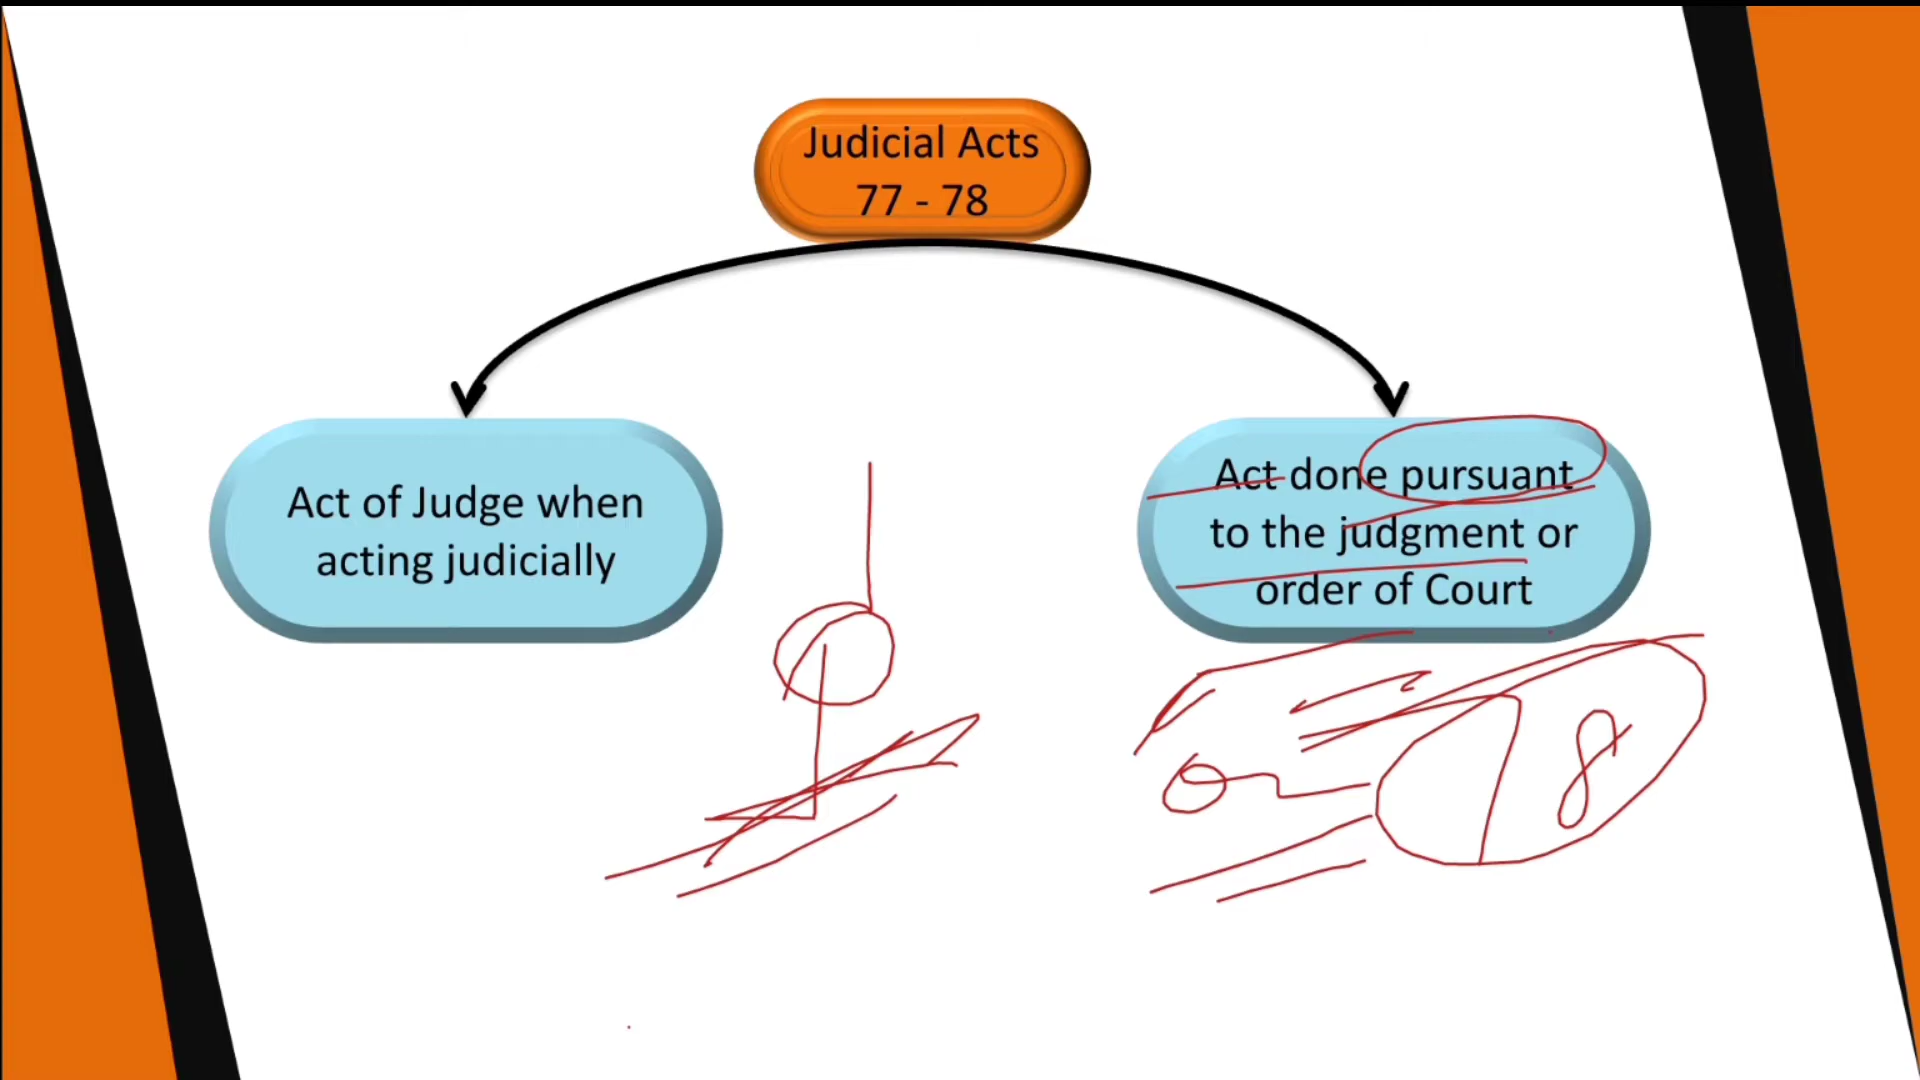 Judicial Acts
77 - 78
Act of Judge when
acting judicially
Act done pursuant
to the judgment or
order of Court
8